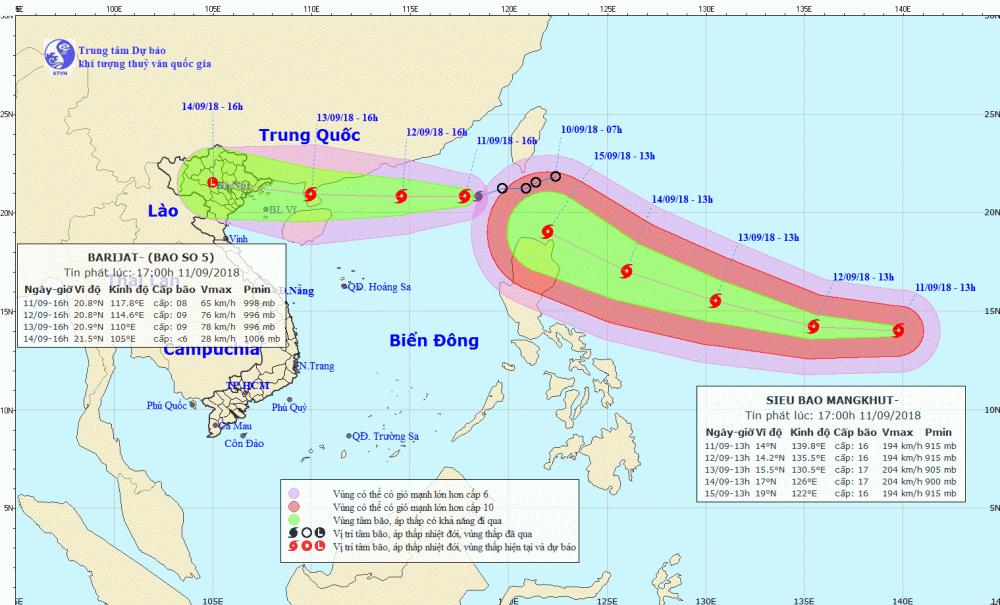 E 105E 110E 115E 120E 125E 130E 135E 140E
30N
Trung tâm Dự báo
khí tượng thuỷ văn quốc gia
KTVN
14/09/18 - 16h
13/09/18 - 16h
12/09/18 - 16h
11/09/18 - 16h
10/09/18 - 07h
15/09/18 - 13h
14/09/18 - 13h
13/09/18 - 13h
12/09/18 - 13h
11/09/18 - 13h
25N
20N
15N
10N
5N
Trung Quốc
Hà Nội
BL Vĩ
Lào
Vinh
BARIJAT- (BAO SO 5)
Tin phát lúc: 17:00h 11/09/2018
Ngày-giờ Vĩ độ Kinh độ Cấp bão Vmax Pmin
11/09-16h 20.8°N 117.8°E cấp: 08 65 km/h 998 mb
12/09-16h 20.8°N 114.6°E cấp: 09 76 km/h 996 mb
13/09-16h 20.9°N 110°E cấp: 09 78 km/h 996 mb
14/09-16h 21.5°N 105°E cấp: <6 28 km/h 1006 mb
Thái Lan
Đ.Nẵng
QĐ. Hoàng Sa
Biển Đông
Campuchia
N.Trang
TP.HCM
Phú Quốc
Phú Quý
Cà Mau
Côn Đảo
QĐ. Trường Sa
SIEU BAO MANGKHUT-
Tin phát lúc: 17:00h 11/09/2018
Ngày-giờ Vĩ độ Kinh độ Cấp bão Vmax Pmin
11/09-13h 14°N 139.8°E cấp: 16 194 km/h 915 mb
12/09-13h 14.2°N 135.5°E cấp: 16 194 km/h 915 mb
13/09-13h 15.5°N 130.5°E cấp: 17 204 km/h 905 mb
14/09-13h 17°N 126°E cấp: 17 204 km/h 900 mb
15/09-13h 19°N 122°E cấp: 16 194 km/h 915 mb
Vùng có thể có gió mạnh lớn hơn cấp 6
Vùng có thể có gió mạnh lớn hơn cấp 10
Vùng tâm bão, áp thấp có khả năng đi qua
Vị trí tâm bão, áp thấp nhiệt đới, vùng thấp đã qua
Vị trí tâm bão, áp thấp nhiệt đới, vùng thấp hiện tại và dự báo
105E 110E 115E 120E 125E 130E 135E 140E